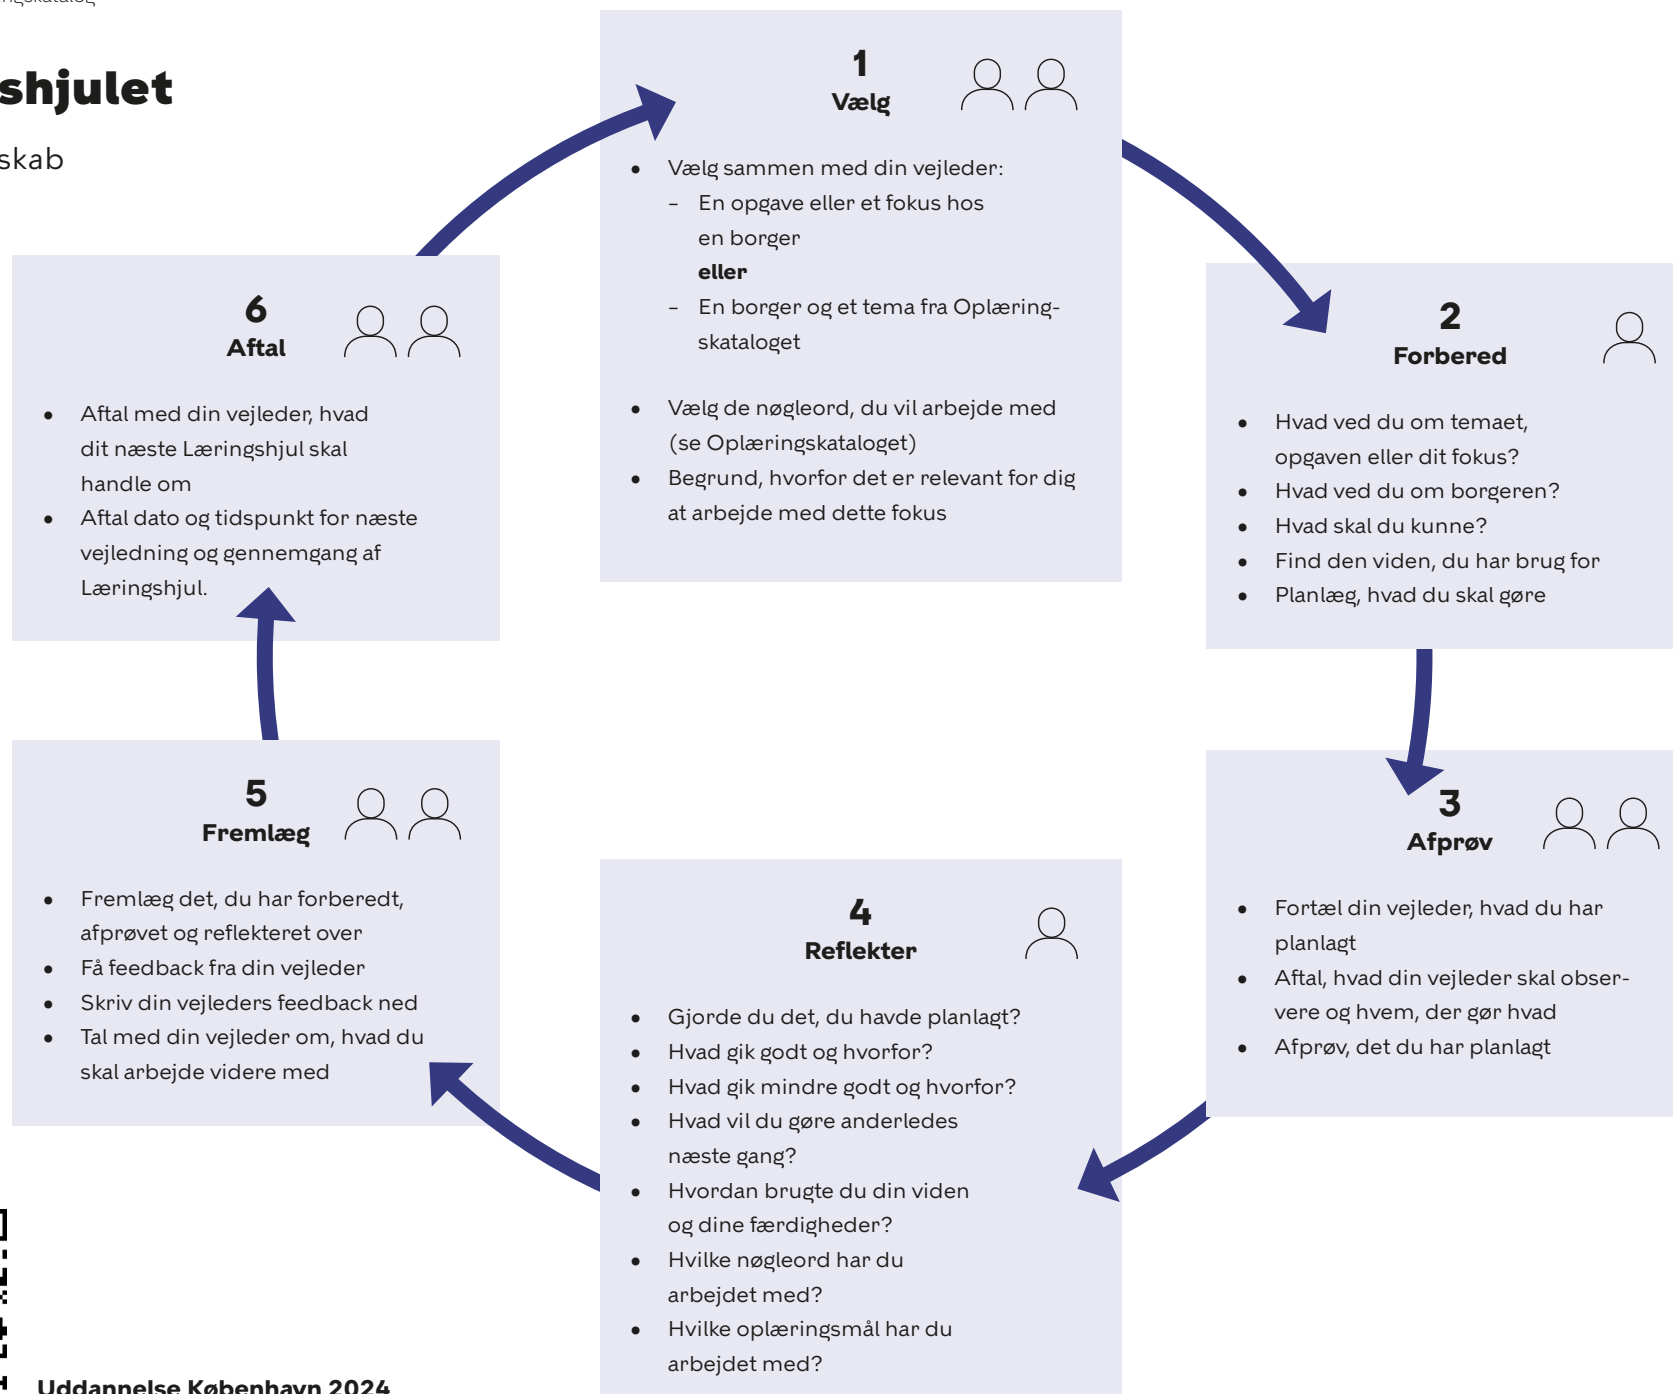 shjulet
skab
1
Vælg
• Vælg sammen med din vejleder:
– En opgave eller et fokus hos
en borger
eller
– En borger og et tema fra Oplæring-
skataloget
• Vælg de nøgleord, du vil arbejde med
(se Oplæringskataloget)
• Begrund, hvorfor det er relevant for dig
at arbejde med dette fokus
2
Forbered
• Hvad ved du om temaet,
opgaven eller dit fokus?
• Hvad ved du om borgeren?
• Hvad skal du kunne?
• Find den viden, du har brug for
• Planlæg, hvad du skal gøre
3
Afprøv
• Fortæl din vejleder, hvad du har
planlagt
• Aftal, hvad din vejleder skal obser-
vere og hvem, der gør hvad
• Afprøv, det du har planlagt
4
Reflekter
• Gjorde du det, du havde planlagt?
• Hvad gik godt og hvorfor?
• Hvad gik mindre godt og hvorfor?
• Hvad vil du gøre anderledes
næste gang?
• Hvordan brugte du din viden
og dine færdigheder?
• Hvilke nøgleord har du
arbejdet med?
• Hvilke oplæringsmål har du
arbejdet med?
5
Fremlæg
• Fremlæg det, du har forberedt,
afprøvet og reflekteret over
• Få feedback fra din vejleder
• Skriv din vejleders feedback ned
• Tal med din vejleder om, hvad du
skal arbejde videre med
6
Aftal
• Aftal med din vejleder, hvad
dit næste Læringshjul skal
handle om
• Aftal dato og tidspunkt for næste
vejledning og gennemgang af
Læringshjul.
Uddannelse København 2024